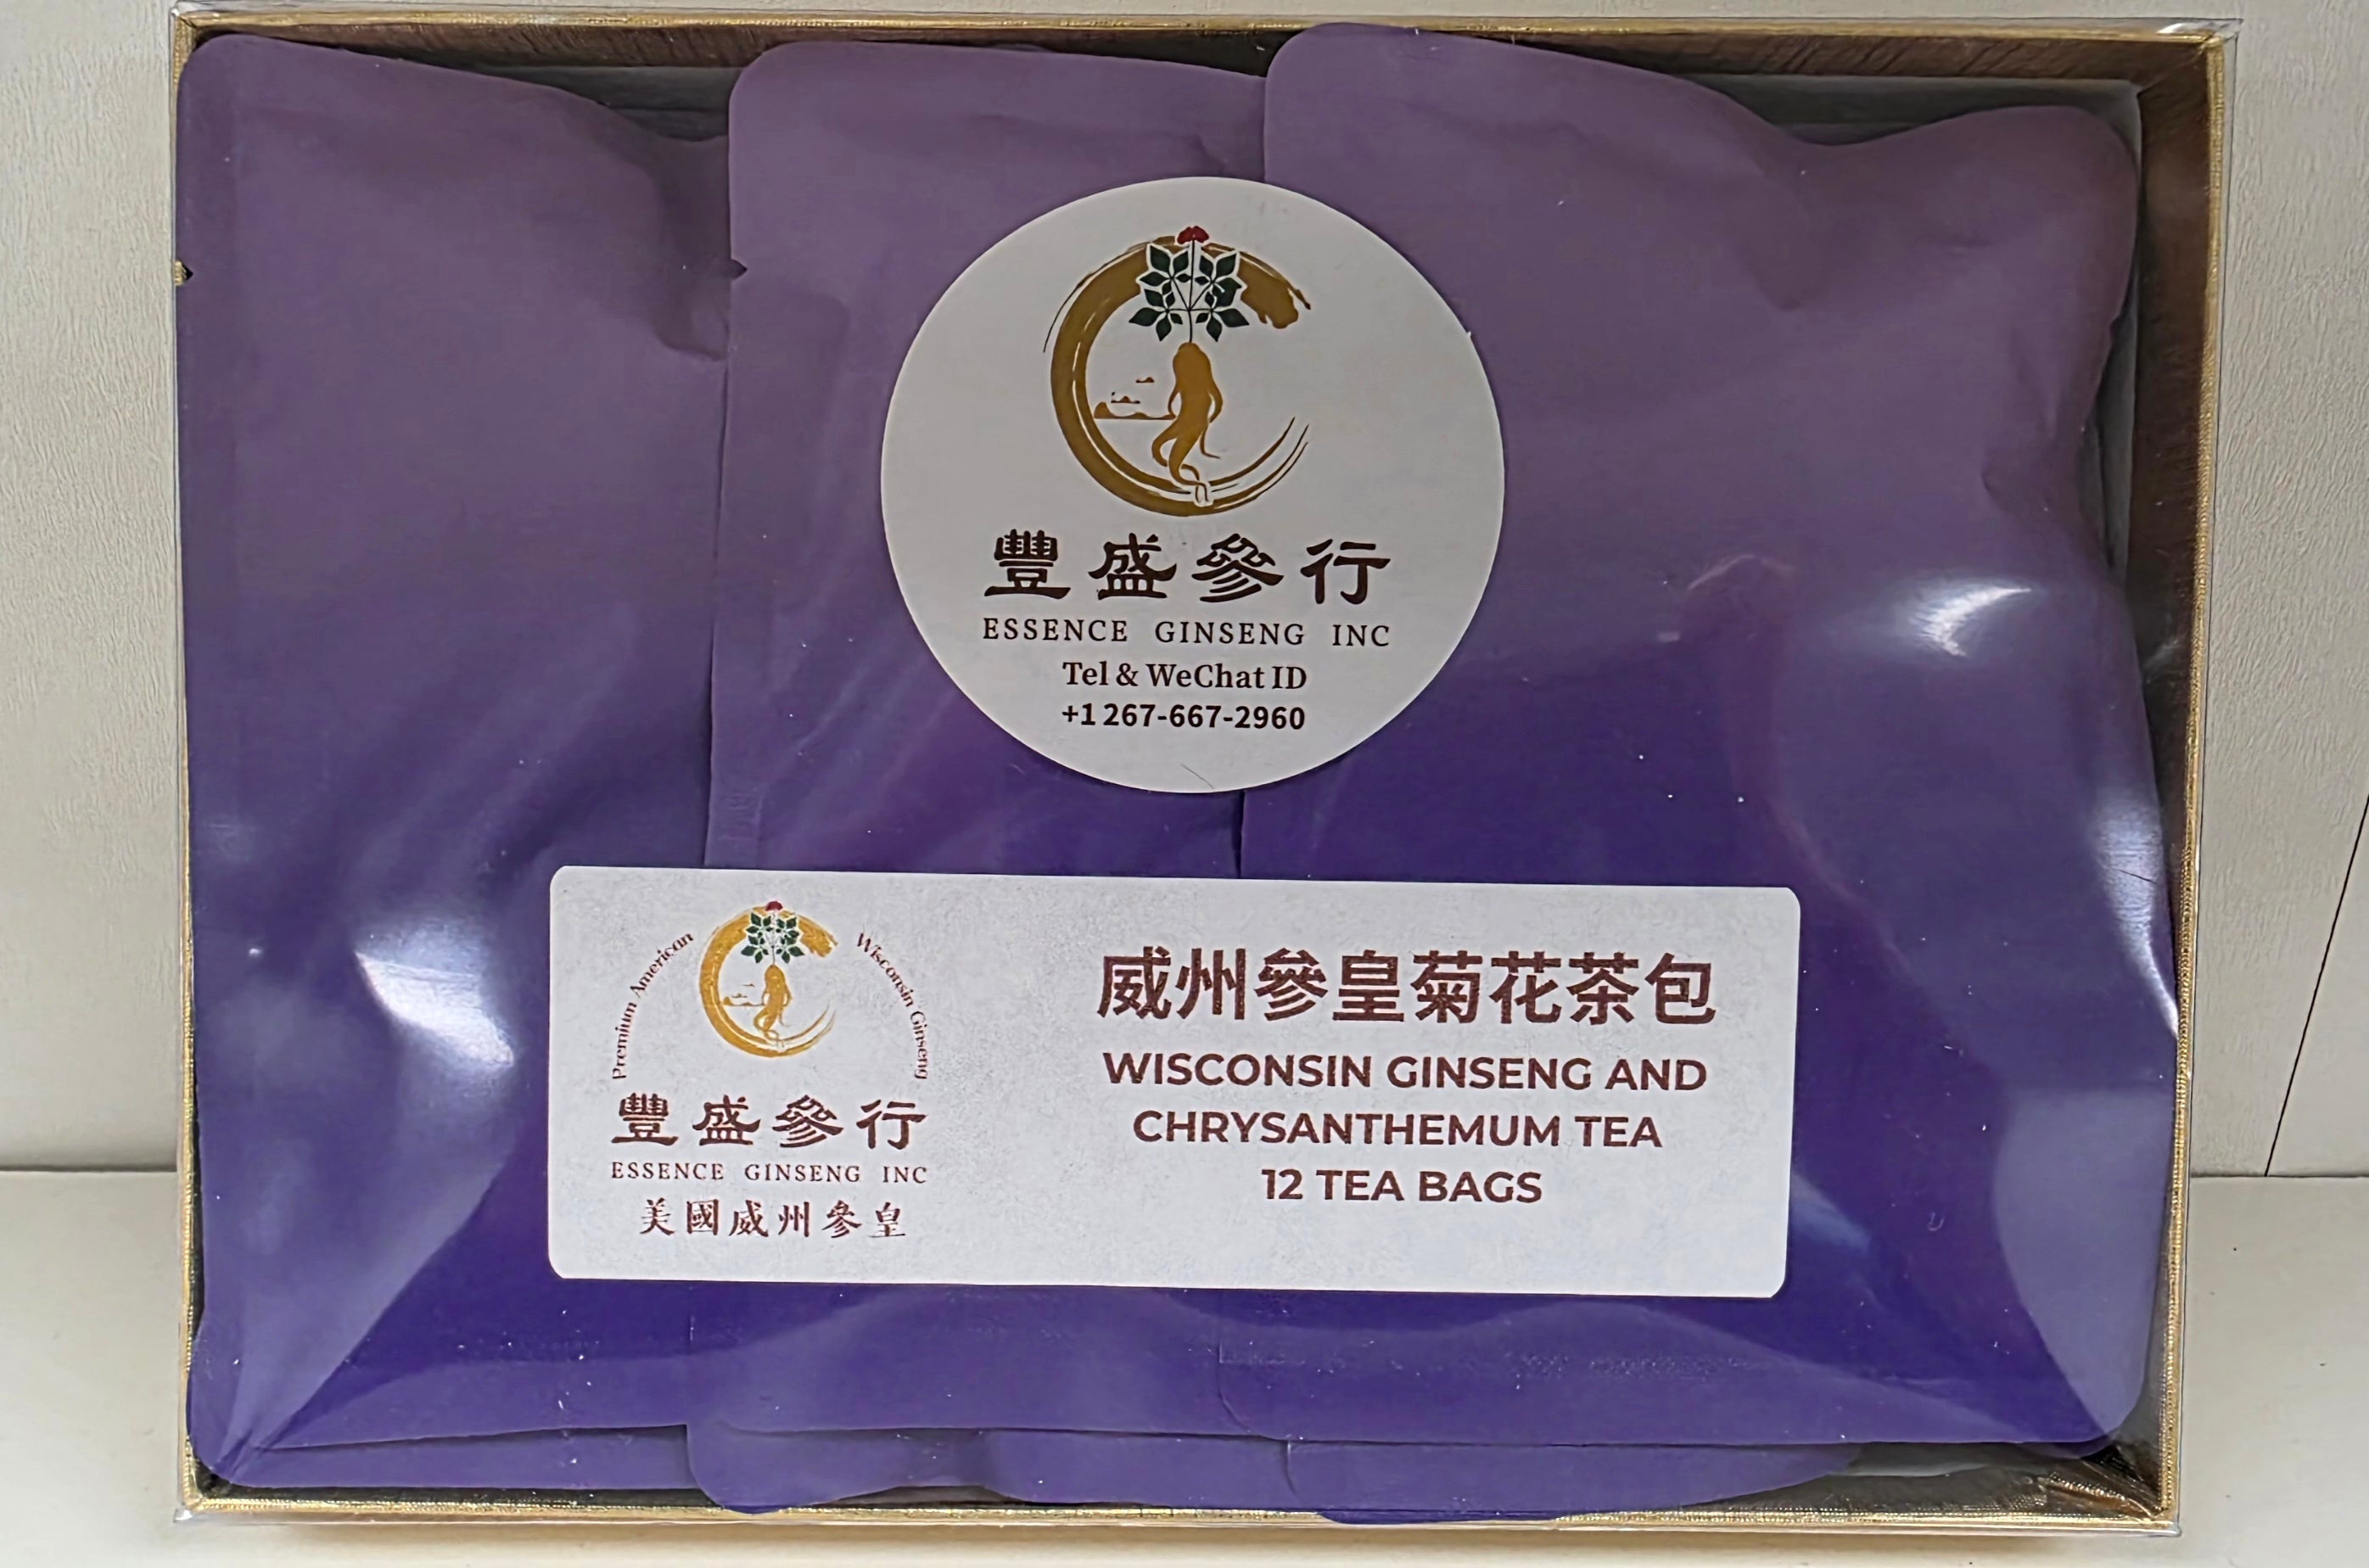 豐盛參行
ESSENCE GINSENG INC
Tel & WeChat ID
+1 267-667-2960
Premium American Wisconsin Ginseng
豐盛參行
ESSENCE GINSENG INC
美國威州參皇
威州參皇菊花茶包
WISCONSIN GINSENG AND
CHRYSANTHEMUM TEA
12 TEA BAGS